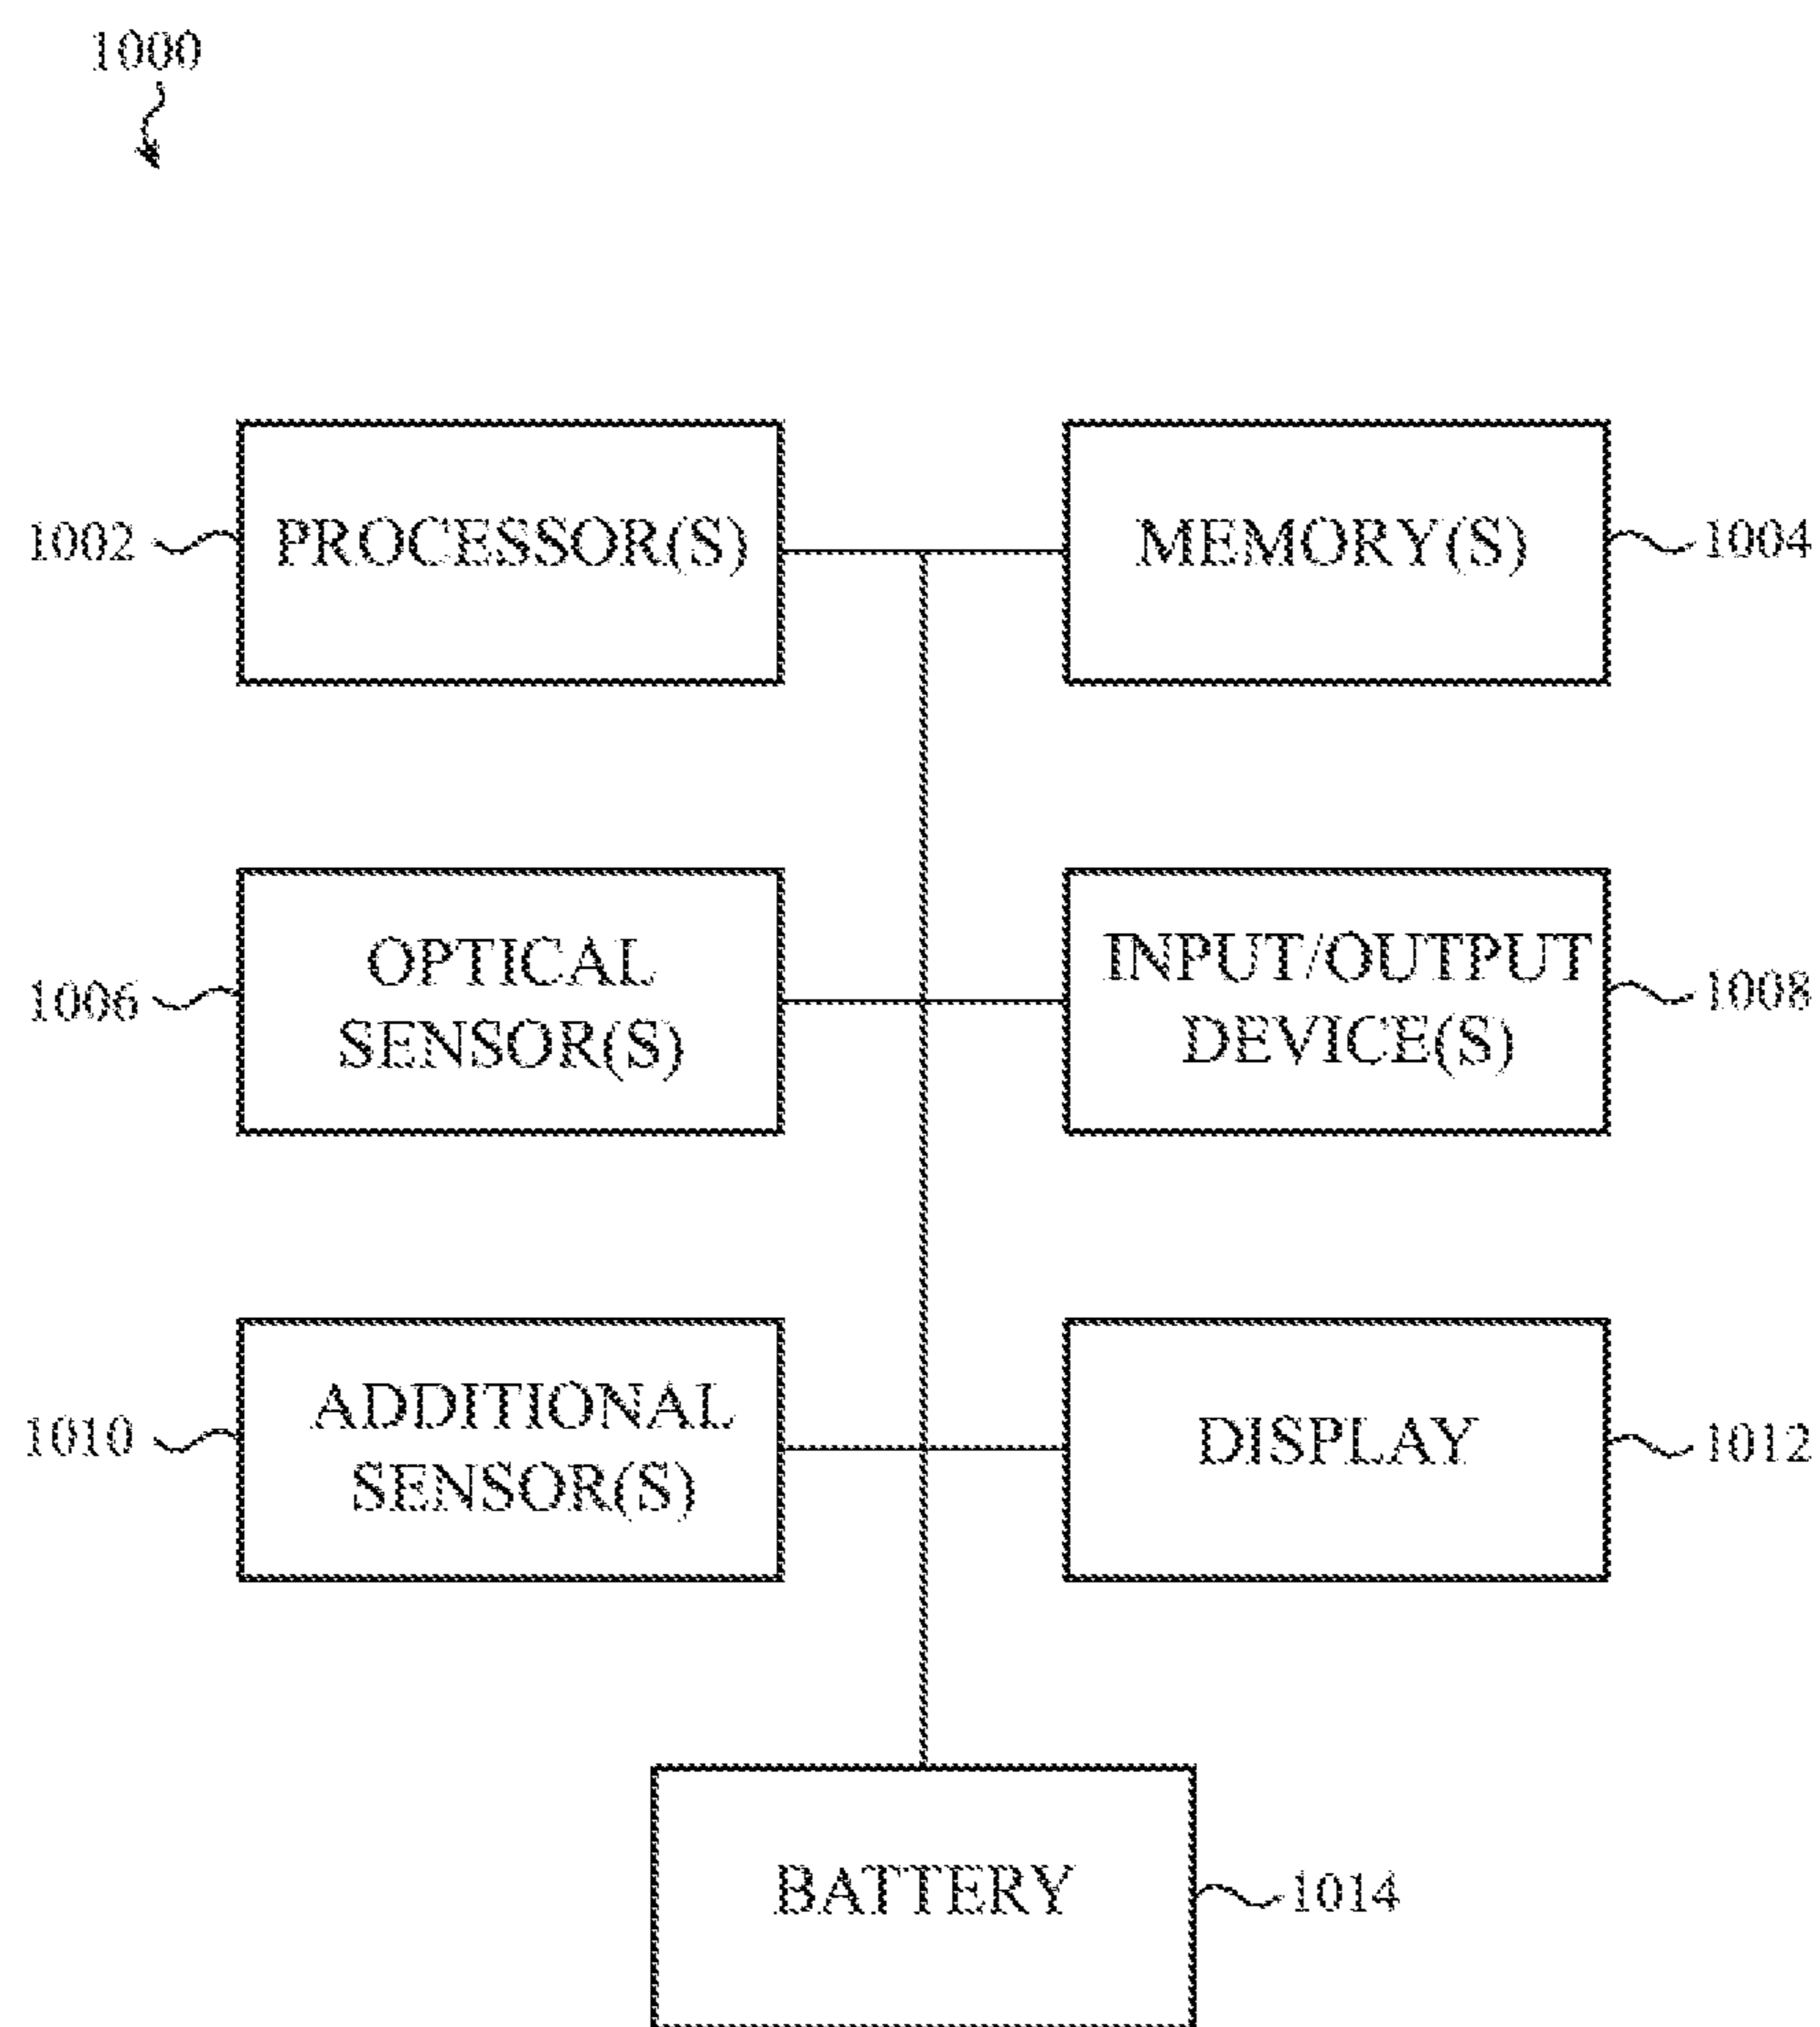 1000
1002
PROCESSOR(S)
MEMORY(S)
1004
1006
OPTICAL
SENSOR(S)
INPUT/OUTPUT
DEVICE(S)
1008
1010
ADDITIONAL
SENSOR(S)
DISPLAY
1012
BATTERY
1014